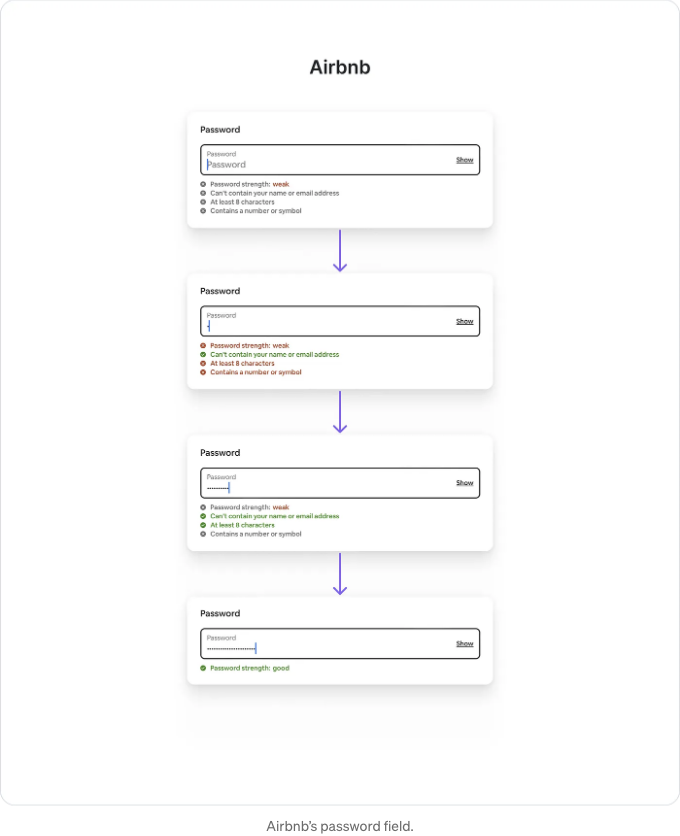 Airbnb
Password
Password
Password
Show
Password strength: weak
Can't contain your name or email address
At least 8 characters
Contains a number or symbol
Password
Password
Show
Password strength: weak
Can't contain your name or email address
At least 8 characters
Contains a number or symbol
Password
Password
Show
Password strength: weak
Can't contain your name or email address
At least 8 characters
Contains a number or symbol
Password
Password
Show
Password strength: good
Airbnb's password field.